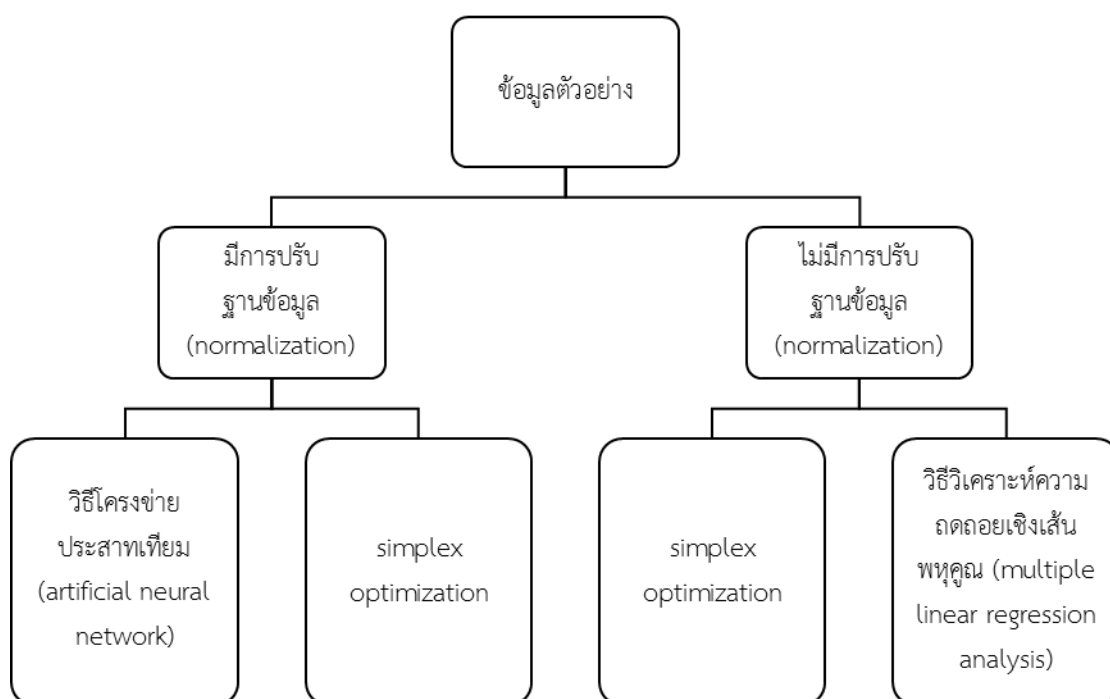 ข้อมูลตัวอย่าง
มีการปรับ
ฐานข้อมูล
(normalization)
ไม่มีการปรับ
ฐานข้อมูล
(normalization)
วิธีโครงข่าย
ประสาทเทียม
(artificial neural
network)
simplex
optimization
simplex
optimization
วิธีวิเคราะห์ความ
ถดถอยเชิงเส้น
พหุคูณ (multiple
linear regression
analysis)